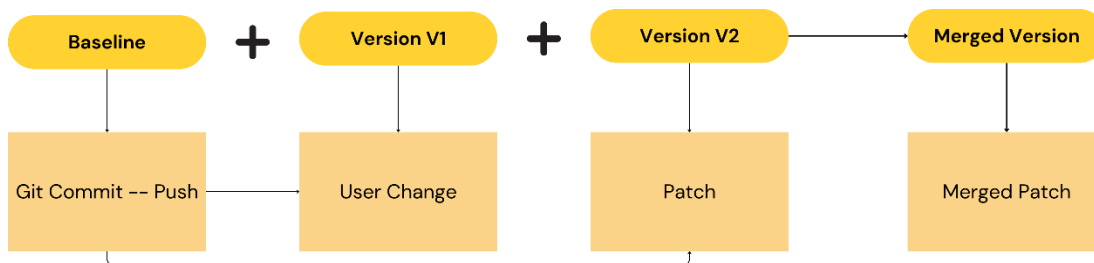 Baseline
Version V1
Version V2
Merged Version
Git Commit -- Push
User Change
Patch
Merged Patch